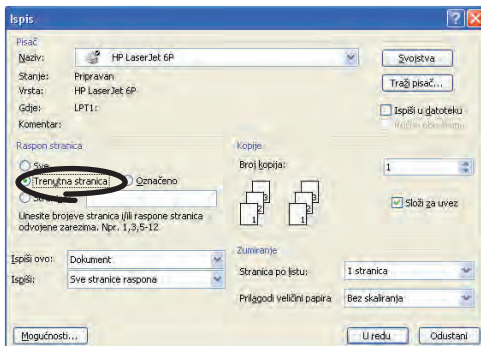 Ispis
Pisač
Naziv: HP LaserJet 6P
Svojstva
Stanje: Pripravan
Vrsta: HP LaserJet 6P
Traži pisač...
Gdje: LPT1:
Ispiši u datoteku
Komentar:
Raspon stranica
Kopije
Sve
Broj kopija: 1
Trenutna stranica
Označeno
Složi za uvez
Unesite brojeve stranica i/ili raspone stranica
odvojene zarezima. Npr. 1,3,5-12
Ispiši ovo: Dokument
Ispiši: Sve stranice raspona
Zumiranje
Stranica po listu: 1 stranica
Prilagodi veličini papira Bez skaliranja
Mogućnosti...
U redu
Odustani